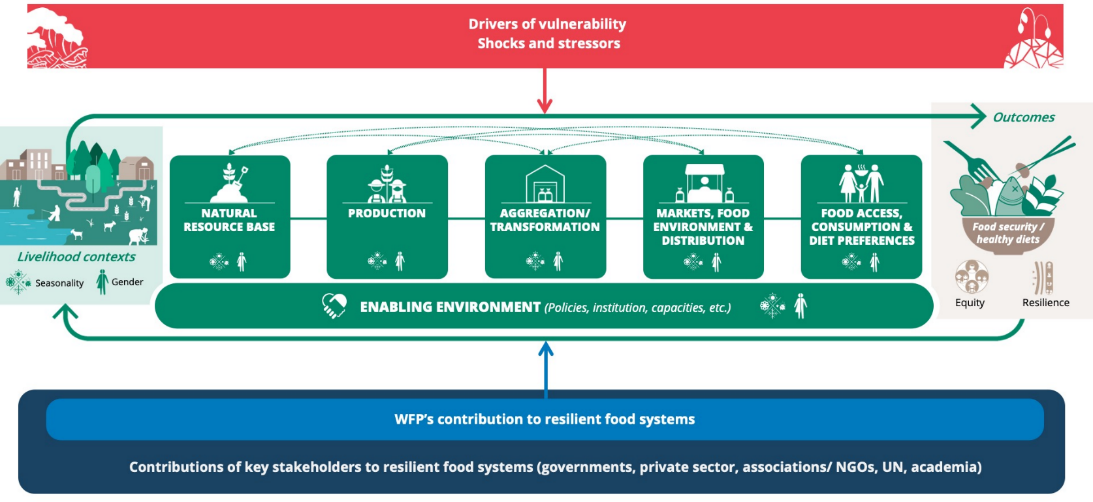 Drivers of vulnerability
Shocks and stressors
Outcomes
NATURAL
RESOURCE BASE
PRODUCTION
AGGREGATION/
TRANSFORMATION
MARKETS, FOOD
ENVIRONMENT &
DISTRIBUTION
FOOD ACCESS,
CONSUMPTION &
DIET PREFERENCES
Food security /
healthy diets
Livelihood contexts
Seasonality
Gender
Equity
Resilience
ENABLING ENVIRONMENT (Policies, institution, capacities, etc.)
WFP’s contribution to resilient food systems
Contributions of key stakeholders to resilient food systems (governments, private sector, associations/ NGOs, UN, academia)